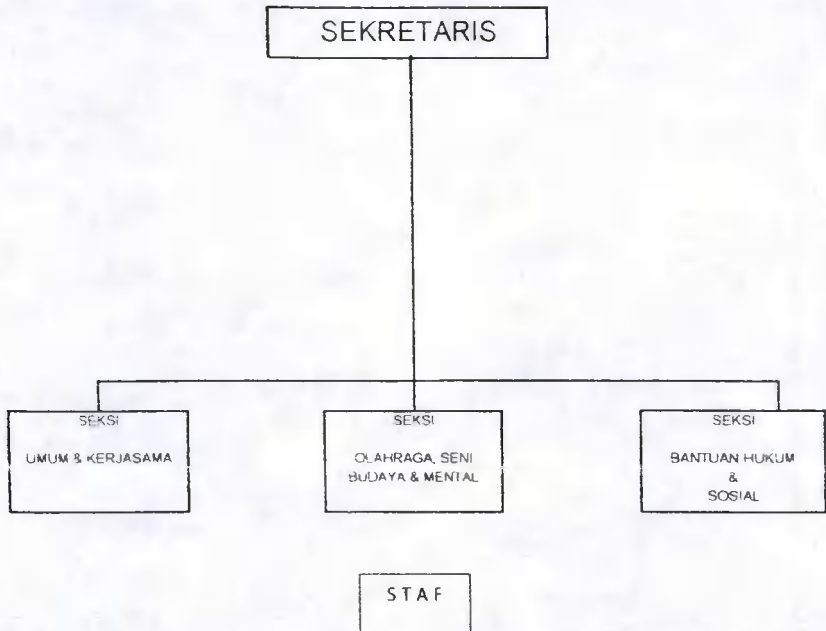 SEKRETARIS
SEKSI
UMUM & KERJASAMA
SEKSI
OLAHRAGA, SENI
BUDAYA & MENTAL
SEKSI
BANTUAN HUKUM
&
SOSIAL
STAF